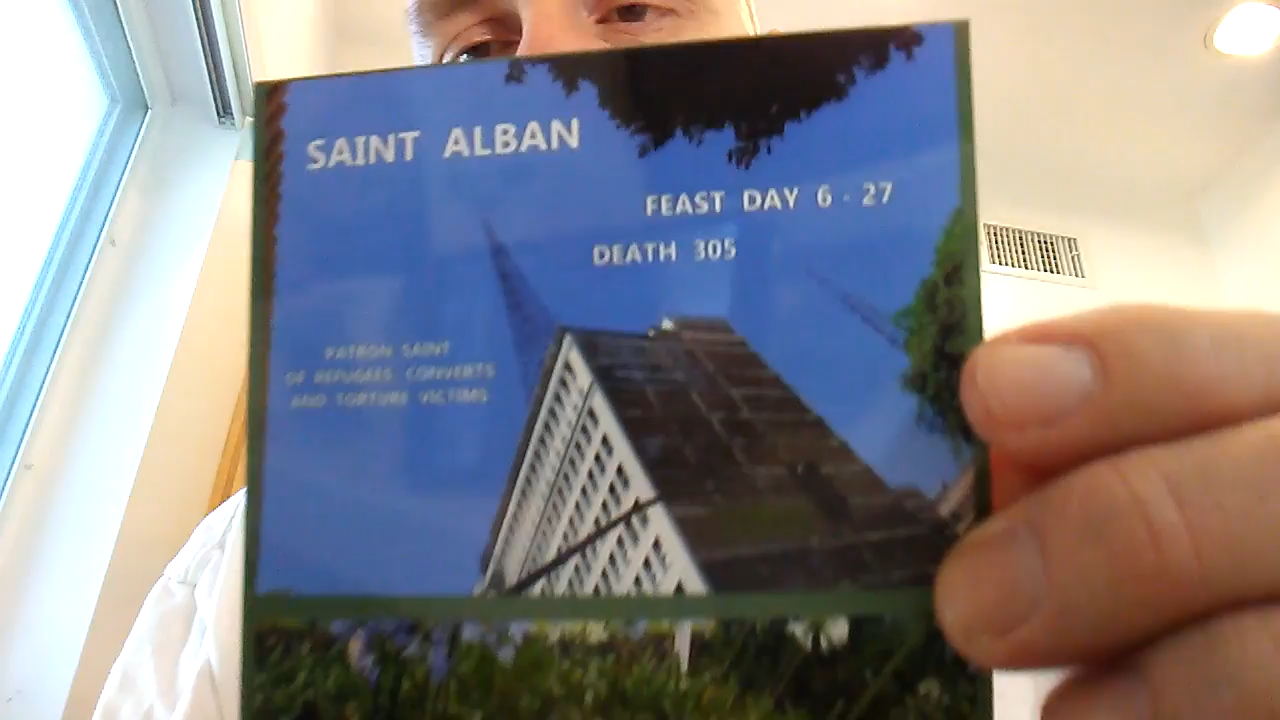 SAINT ALBAN
FEAST DAY 6 - 27
DEATH 305
PATRON SAINT
OF REFUGEES CONVERTS
AND TORTURE VICTIMS